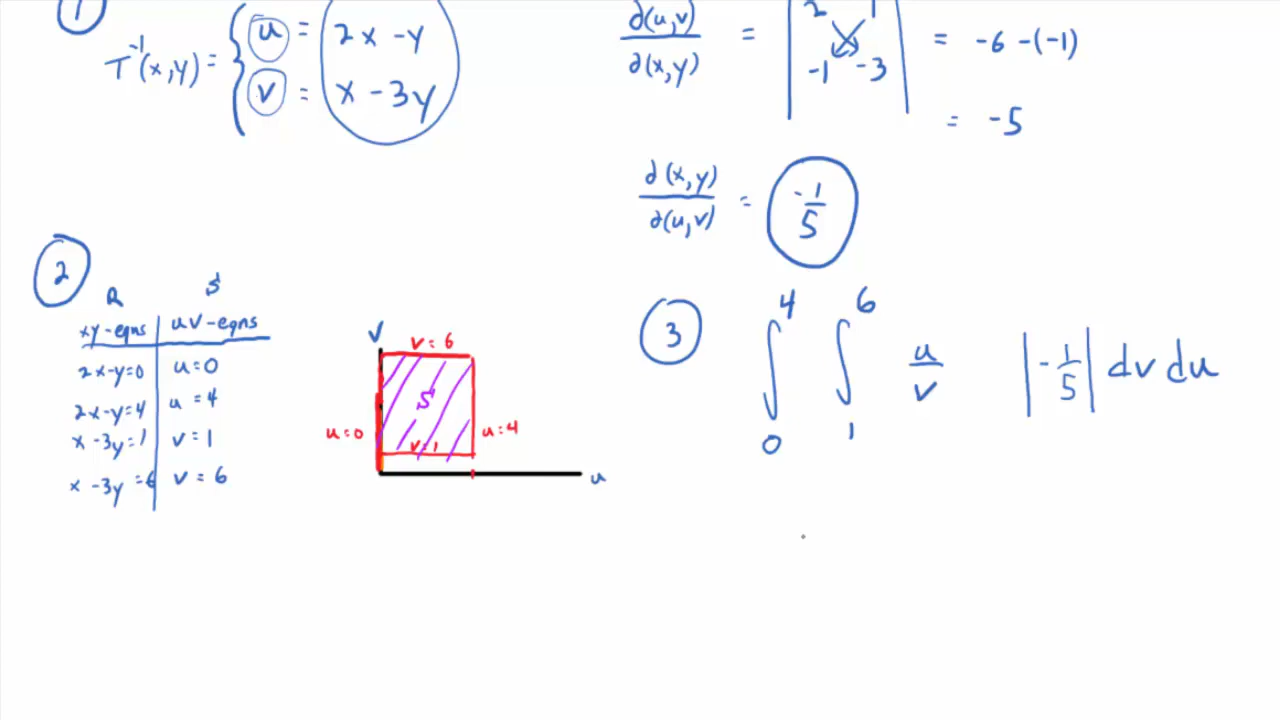 1
T⁻¹(x,y) = { u = 2x - y
v = x - 3y
∂(u,v)/∂(x,y) = | 2 1
-1 -3 | = -6 - (-1)
= -5
∂(x,y)/∂(u,v) = -1/5
2
R S
xy-eqns uv-eqns
2x-y=0 u=0
2x-y=4 u=4
x-3y=1 v=1
x-3y=6 v=6
v
v=6
S
u=0
u=4
v=1
u
3
∫₀⁴ ∫₁⁶ u/v |-1/5| dv du